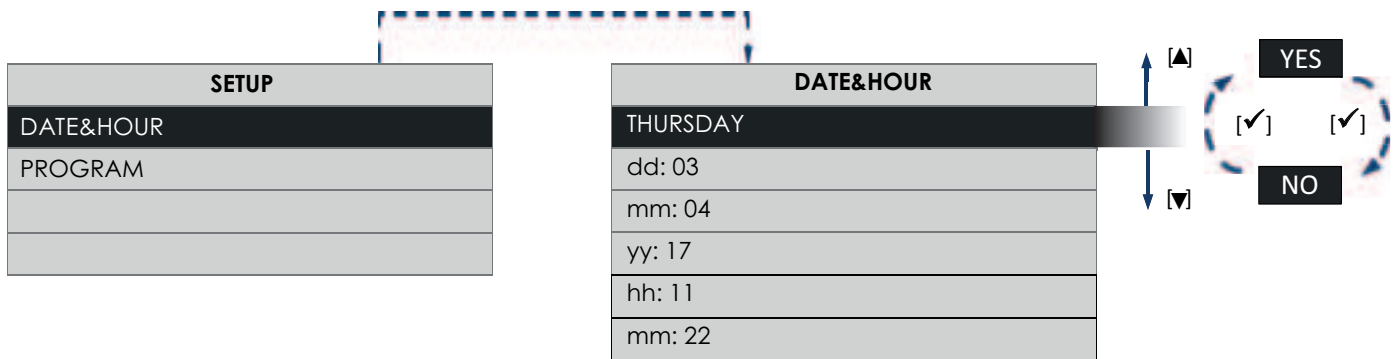 SETUP
DATE&HOUR
PROGRAM
DATE&HOUR
THURSDAY
dd: 03
mm: 04
yy: 17
hh: 11
mm: 22
[▲]
[▼]
YES
[✔] [✔]
NO